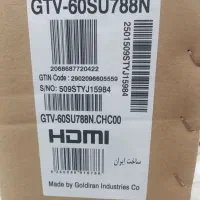 GTV-60SU788N
2068687720422
GTIN CODE: 2902098605559
S/NO: 509STYJ15984
2501509STYJ15984
GTV-60SU788N.CHC00
HDMI
ساخت ایران
Made by Goldiran Industries Co